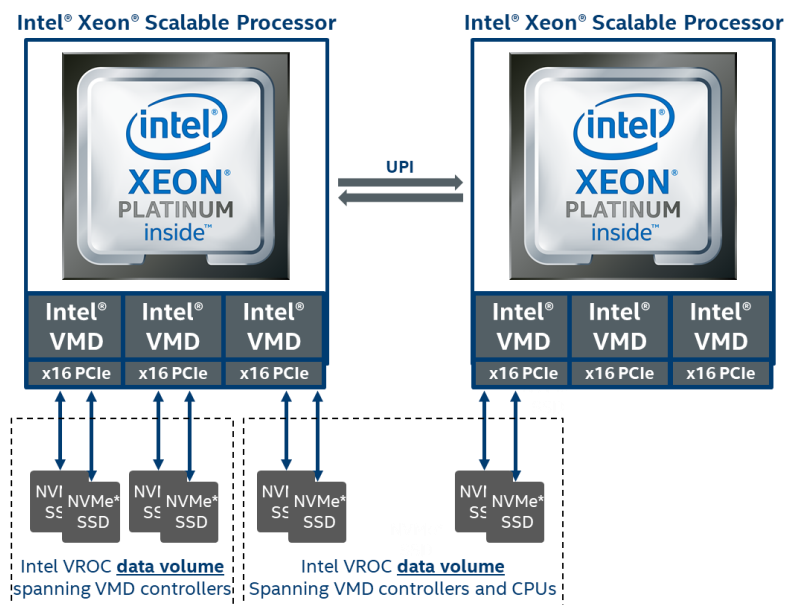 Intel® Xeon® Scalable Processor
Intel® Xeon® Scalable Processor
intel®
XEON®
PLATINUM
inside™
UPI
intel®
XEON®
PLATINUM
inside™
Intel® VMD
Intel® VMD
Intel® VMD
Intel® VMD
Intel® VMD
Intel® VMD
x16 PCIe
x16 PCIe
x16 PCIe
x16 PCIe
x16 PCIe
x16 PCIe
NVMe*
SSD
NVMe*
SSD
NVMe*
SSD
NVMe*
SSD
Intel VROC data volume
spanning VMD controllers
Intel VROC data volume
Spanning VMD controllers and CPUs